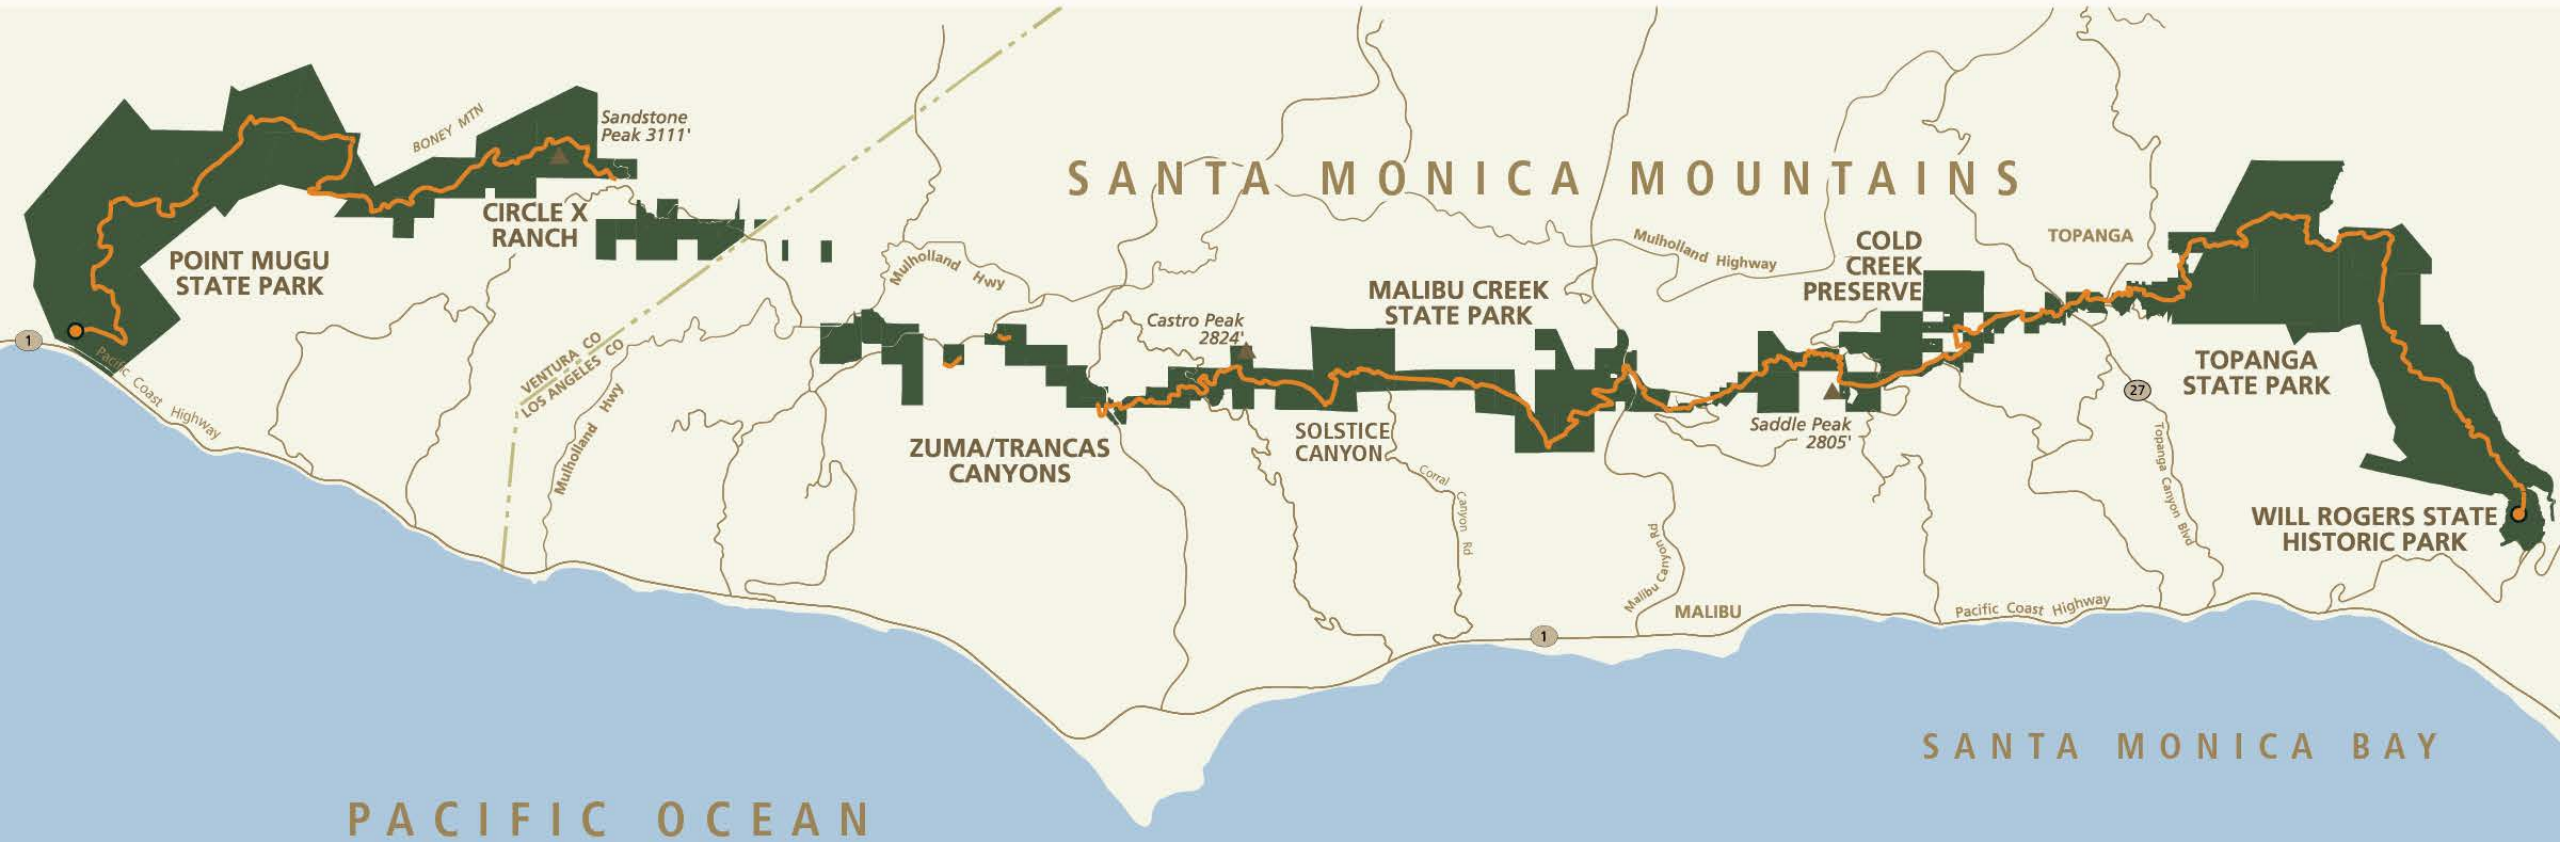 BONEY MTN
Sandstone
Peak 3111'
SANTA MONICA MOUNTAINS
CIRCLE X
RANCH
POINT MUGU
STATE PARK
Mulholland Hwy
Mulholland Highway
COLD
CREEK
PRESERVE
TOPANGA
MALIBU CREEK
STATE PARK
Castro Peak
2824'
1
Pacific Coast Highway
VENTURA CO
LOS ANGELES CO
Mulholland Hwy
ZUMA/TRANCAS
CANYONS
SOLSTICE
CANYON
Corral Canyon Rd
Saddle Peak
2805'
27
Topanga Canyon Blvd
TOPANGA
STATE PARK
WILL ROGERS STATE
HISTORIC PARK
Malibu Canyon Rd
MALIBU
1
Pacific Coast Highway
SANTA MONICA BAY
PACIFIC OCEAN